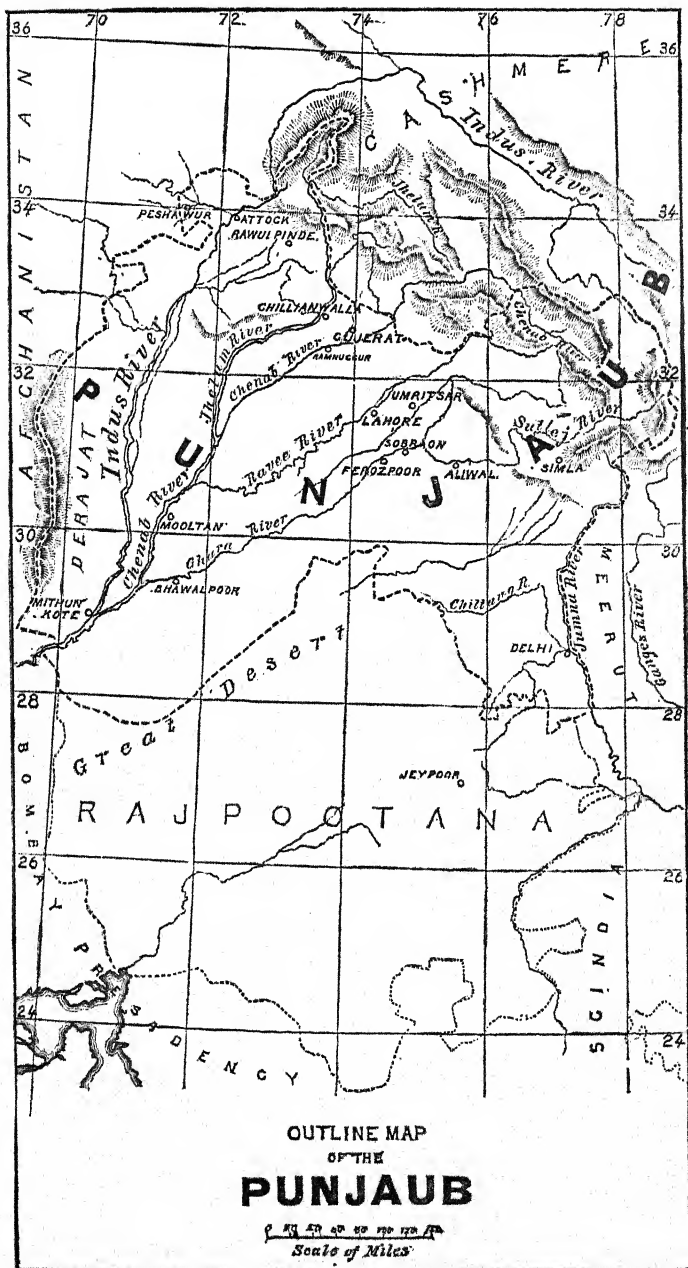 70 72 74 76 78
36
36
CASHMERE
Indus River
AFGHANISTAN
Jhelum R.
34
34
PESHAWUR
ATTOCK
RAWULPINDE.
CHILLYANWALLA
GUJERAT
RAMNUGGUR
Chenab River
PUNJAUB
Indus River
Jhelum River
Chenab River
32
32
UMRITSAR
LAHORE
SOBRAON
Sutlej River
Ravee River
FEROZPOOR
ALIWAL.
SIMLA
DERAJAT
Chenab River
MOOLTAN
30
30
Ghara River
BHAWALPOOR
MITHUN
KOTE
Jumna River
MEERUT
Ganges River
DELHI
Great Desert
28
28
JEYPOOR
RAJPOOTANA
26
26
BOMBAY PRESADENCY
SCINDIA
24
24
OUTLINE MAP
OF THE
PUNJAUB
Scale of Miles